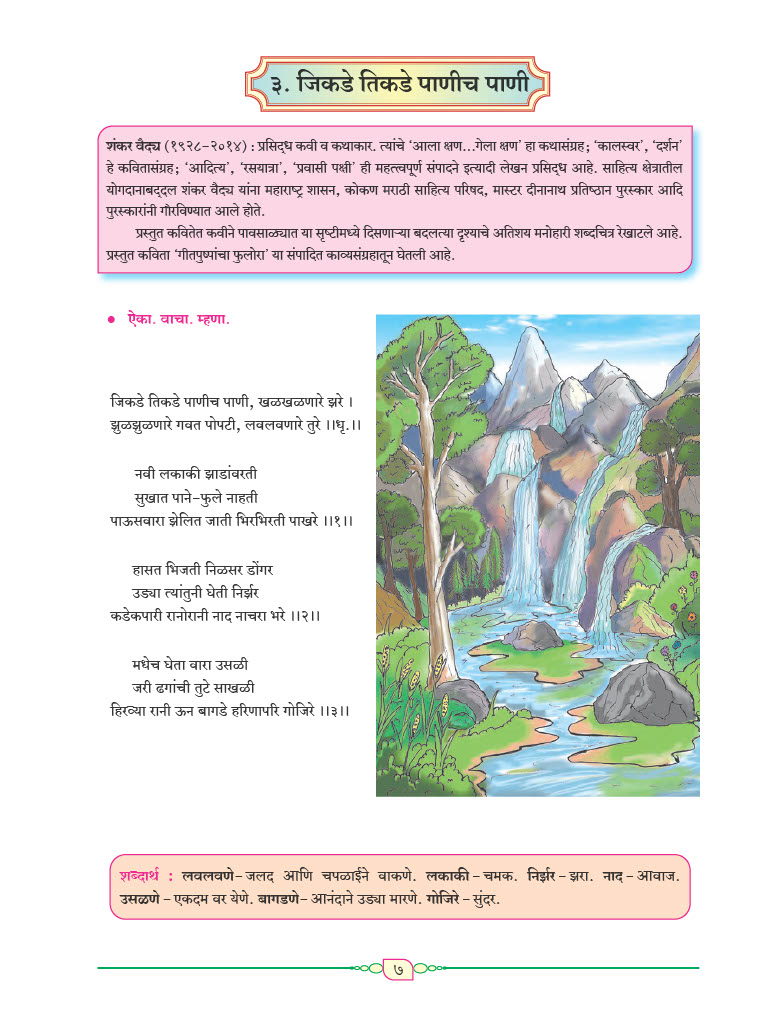 ३. जिकडे तिकडे पाणीच पाणी
शंकर वैद्य (१९२८-२०१४) : प्रसिद्ध कवी व कथाकार. त्यांचे ‘आला क्षण...गेला क्षण’ हा कथासंग्रह; ‘कालस्वर’, ‘दर्शन’
हे कवितासंग्रह; ‘आदित्य’, ‘रसयात्रा’, ‘प्रवासी पक्षी’ ही महत्त्वपूर्ण संपादने इत्यादी लेखन प्रसिद्ध आहे. साहित्य क्षेत्रातील
योगदानाबद्दल शंकर वैद्य यांना महाराष्ट्र शासन, कोकण मराठी साहित्य परिषद, मास्टर दीनानाथ प्रतिष्ठान पुरस्कार आदि
पुरस्कारांनी गौरविण्यात आले होते.
प्रस्तुत कवितेत कवीने पावसाळ्यात या सृष्टीमध्ये दिसणाऱ्या बदलत्या दृश्याचे अतिशय मनोहारी शब्दचित्र रेखाटले आहे.
प्रस्तुत कविता ‘गीतपुष्पांचा फुलोरा’ या संपादित काव्यसंग्रहातून घेतली आहे.
● ऐका. वाचा. म्हणा.
जिकडे तिकडे पाणीच पाणी, खळखळणारे झरे ।
झुळझुळणारे गवत पोपटी, लवलवणारे तुरे ।।धृ.।।
नवी लकाकी झाडांवरती
सुखात पाने-फुले नाहती
पाऊसवारा झेलित जाती भिरभिरती पाखरे ।।१।।
हासत भिजती निळसर डोंगर
उड्या त्यांतुनी घेती निर्झर
कडेकपारी रानोरानी नाद नाचरा भरे ।।२।।
मधेच घेता वारा उसळी
जरी ढगांची तुटे साखळी
हिरव्या रानी ऊन बागडे हरिणापरि गोजिरे ।।३।।
शब्दार्थ : लवलवणे - जलद आणि चपळाईने वाकणे. लकाकी - चमक. निर्झर - झरा. नाद - आवाज.
उसळणे - एकदम वर येणे. बागडणे - आनंदाने उड्या मारणे. गोजिरे - सुंदर.
७